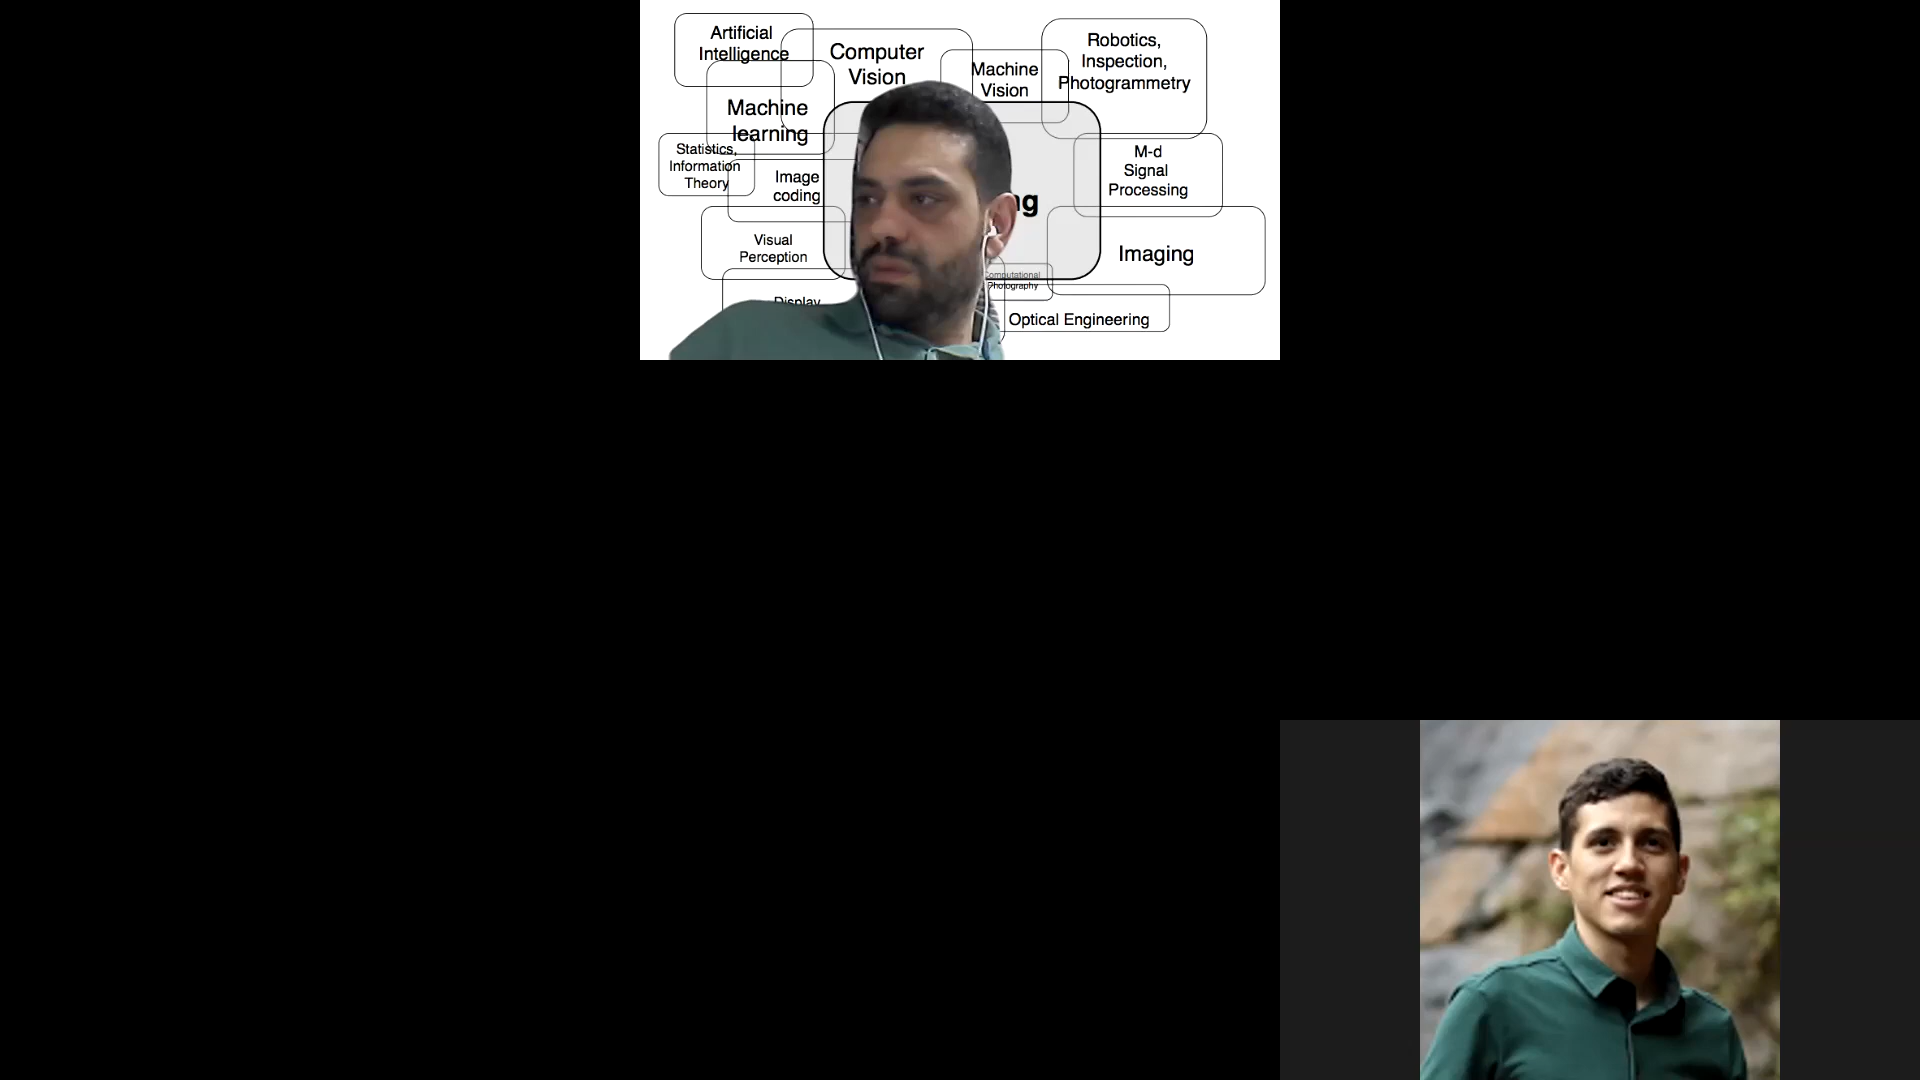 Artificial
Intelligence
Computer
Vision
Machine
Vision
Robotics,
Inspection,
Photogrammetry
Machine
learning
Statistics,
Information
Theory
Image
coding
M-d
Signal
Processing
Visual
Perception
Imaging
Computational
Photography
Display
Optical Engineering